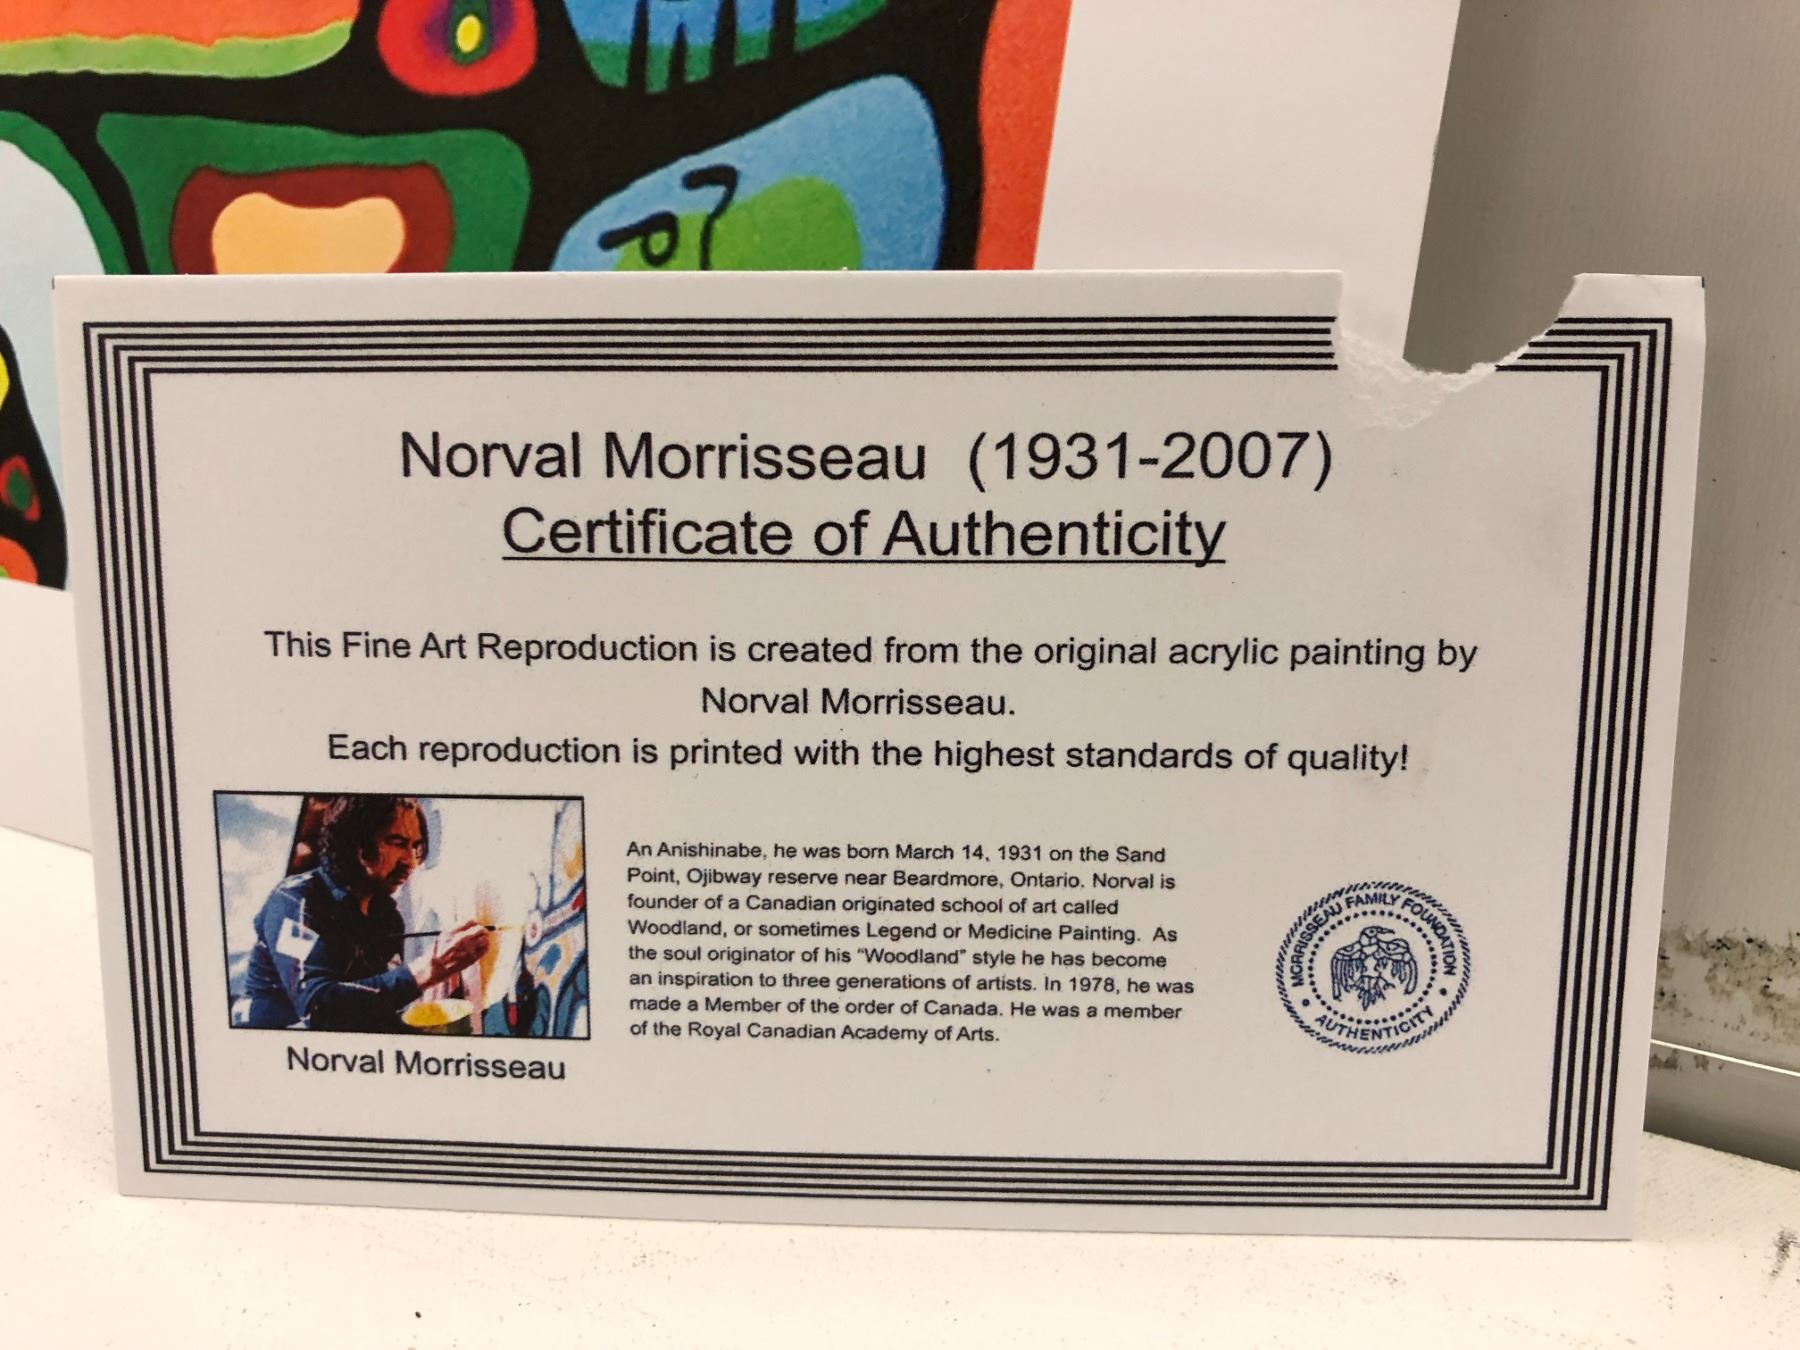 Norval Morrisseau (1931-2007)
Certificate of Authenticity
This Fine Art Reproduction is created from the original acrylic painting by
Norval Morrisseau.
Each reproduction is printed with the highest standards of quality!
An Anishinabe, he was born March 14, 1931 on the Sand
Point, Ojibway reserve near Beardmore, Ontario. Norval is
founder of a Canadian originated school of art called
Woodland, or sometimes Legend or Medicine Painting. As
the soul originator of his "Woodland" style he has become
an inspiration to three generations of artists. In 1978, he was
made a Member of the order of Canada. He was a member
of the Royal Canadian Academy of Arts.
Norval Morrisseau
MORRISSEAU FAMILY FOUNDATION
• AUTHENTICITY •